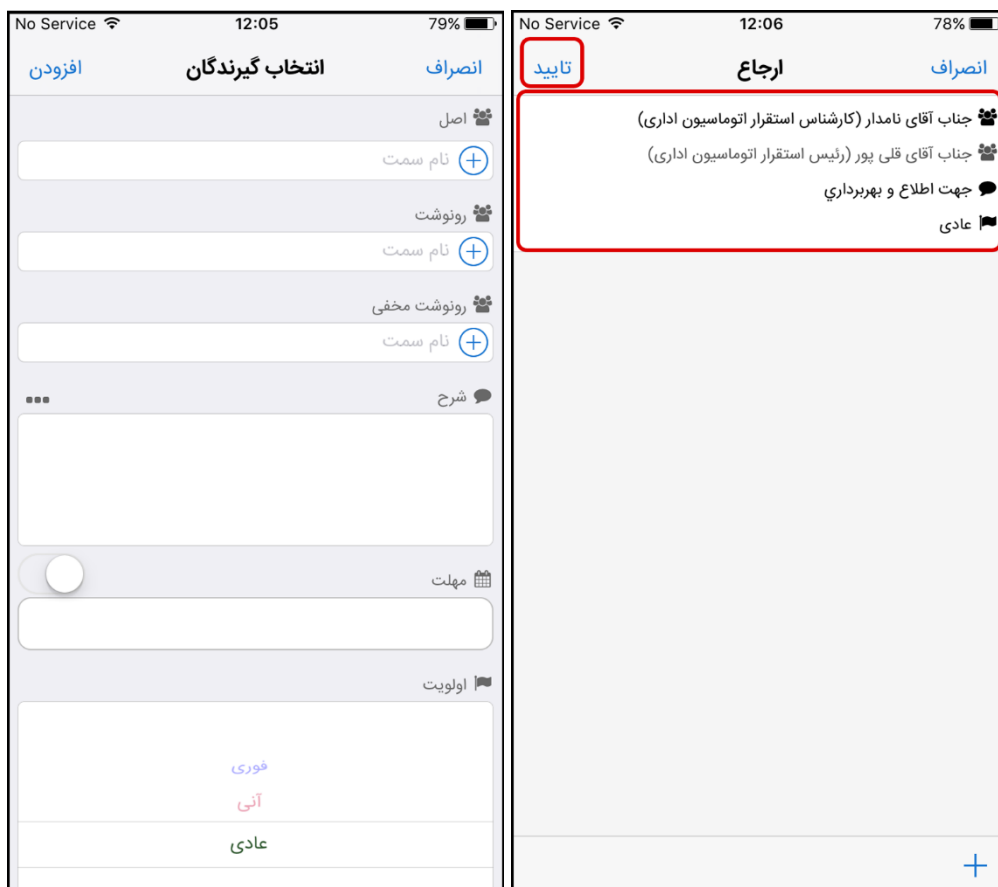 No Service 12:05 79%
انصراف انتخاب گیرندگان افزودن
اصل
نام سمت
رونوشت
نام سمت
رونوشت مخفی
نام سمت
شرح
مهلت
اولویت
فوری
آنی
عادی
No Service 12:06 78%
انصراف ارجاع تایید
جناب آقای نامدار (کارشناس استقرار اتوماسیون اداری)
جناب آقای قلی پور (رئیس استقرار اتوماسیون اداری)
جهت اطلاع و بهربرداري
عادی